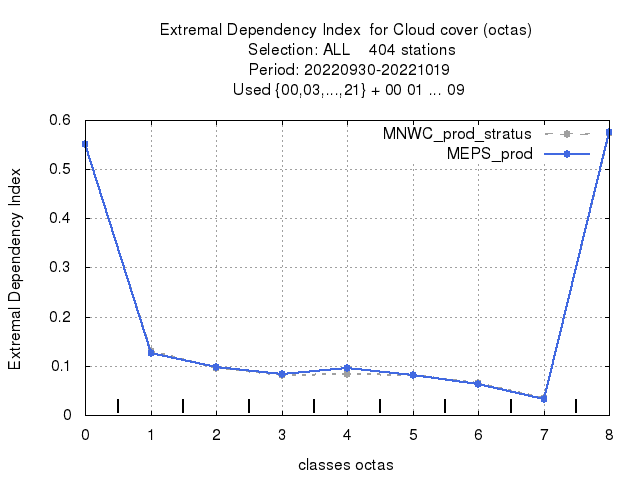 Extremal Dependency Index  for Cloud cover (octas)
Selection: ALL    404 stations
Period: 20220930-20221019
Used {00,03,...,21} + 00 01 ... 09
MNWC_prod_stratus
MEPS_prod
Extremal Dependency Index
0.6
0.5
0.4
0.3
0.2
0.1
0
0 1 2 3 4 5 6 7 8
classes octas